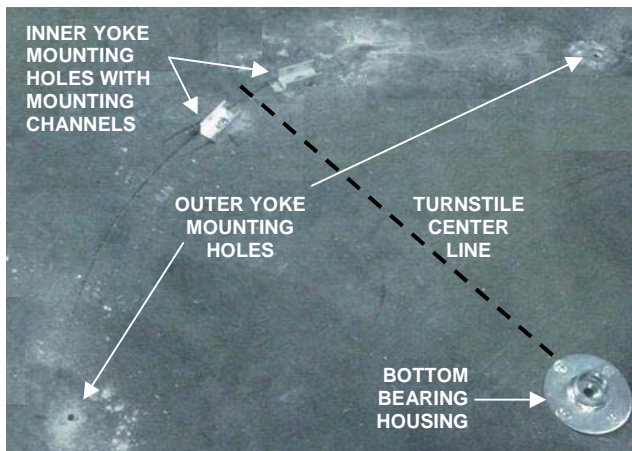 INNER YOKE
MOUNTING
HOLES WITH
MOUNTING
CHANNELS
OUTER YOKE
MOUNTING
HOLES
TURNSTILE
CENTER
LINE
BOTTOM
BEARING
HOUSING